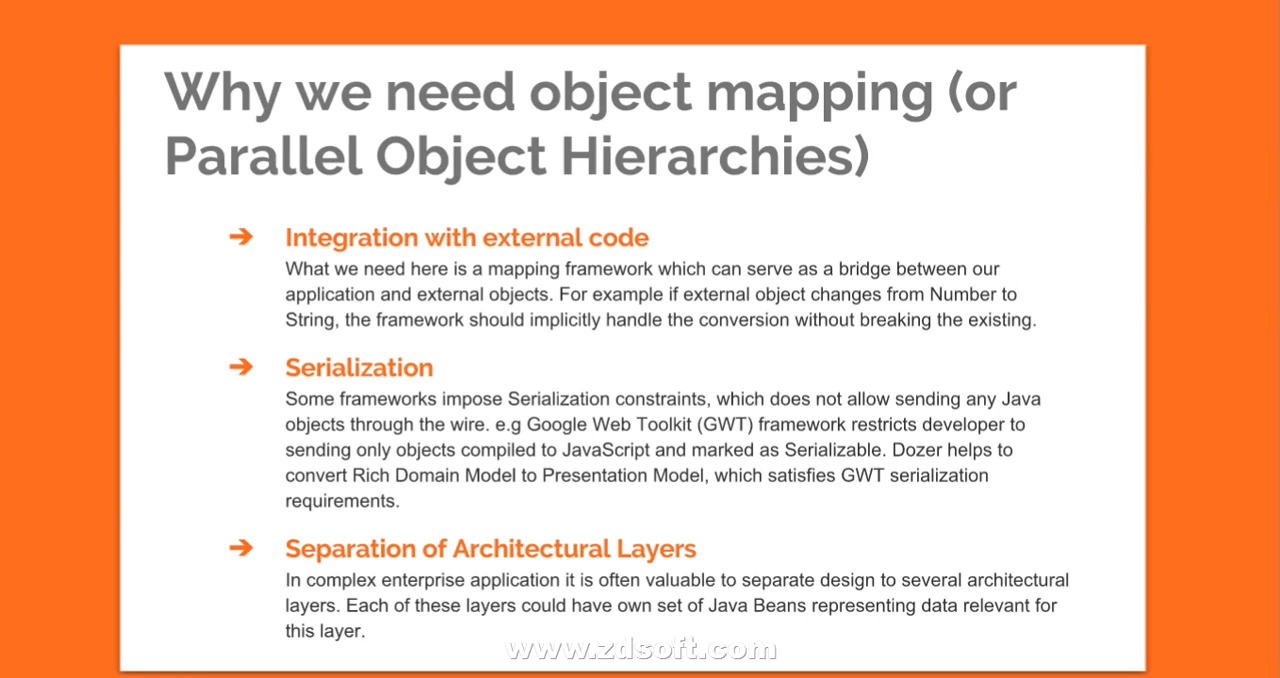 Why we need object mapping (or
Parallel Object Hierarchies)
➔ Integration with external code
What we need here is a mapping framework which can serve as a bridge between our
application and external objects. For example if external object changes from Number to
String, the framework should implicitly handle the conversion without breaking the existing.
➔ Serialization
Some frameworks impose Serialization constraints, which does not allow sending any Java
objects through the wire. e.g Google Web Toolkit (GWT) framework restricts developer to
sending only objects compiled to JavaScript and marked as Serializable. Dozer helps to
convert Rich Domain Model to Presentation Model, which satisfies GWT serialization
requirements.
➔ Separation of Architectural Layers
In complex enterprise application it is often valuable to separate design to several architectural
layers. Each of these layers could have own set of Java Beans representing data relevant for
this layer.
www.zdsoft.com